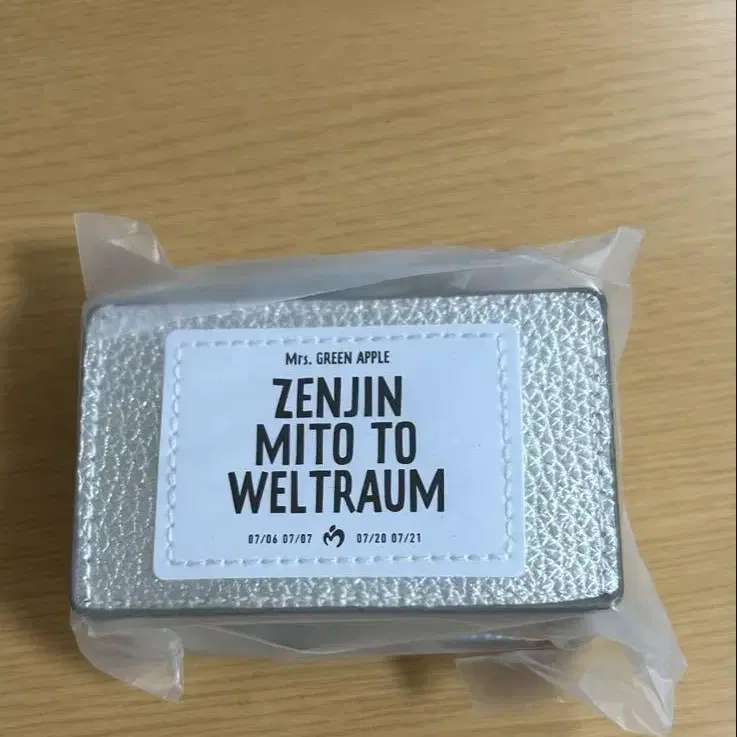 Mrs. GREEN APPLE
ZENJIN
MITO TO
WELTRAUM
07/06 07/07 07/20 07/21